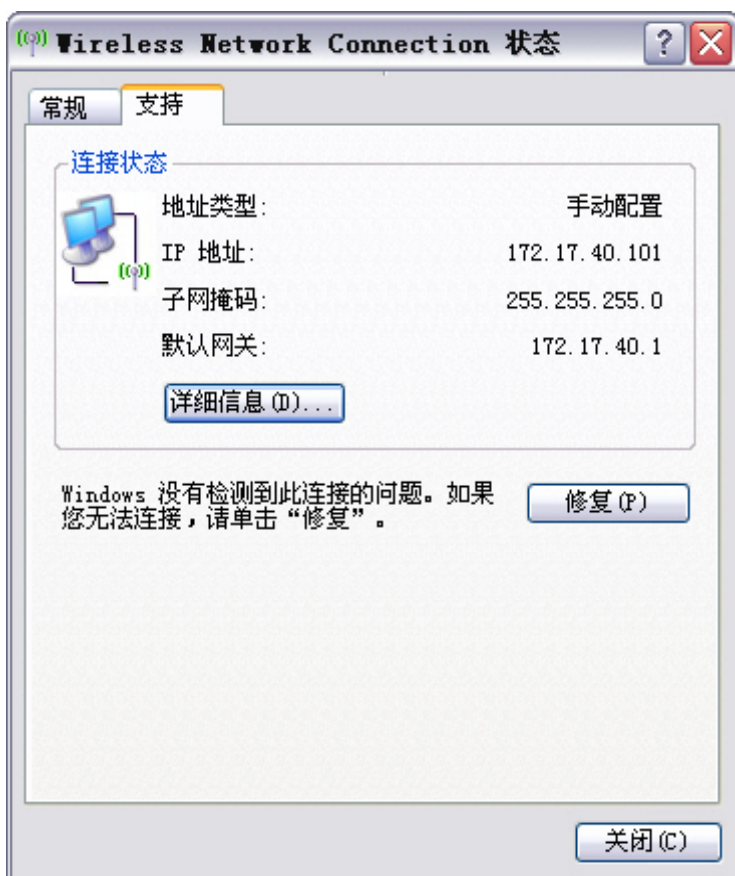 Wireless Network Connection 状态
常规 支持
连接状态
地址类型: 手动配置
IP 地址: 172.17.40.101
子网掩码: 255.255.255.0
默认网关: 172.17.40.1
详细信息(D)...
Windows 没有检测到此连接的问题。如果
您无法连接，请单击“修复”。
修复(P)
关闭(C)